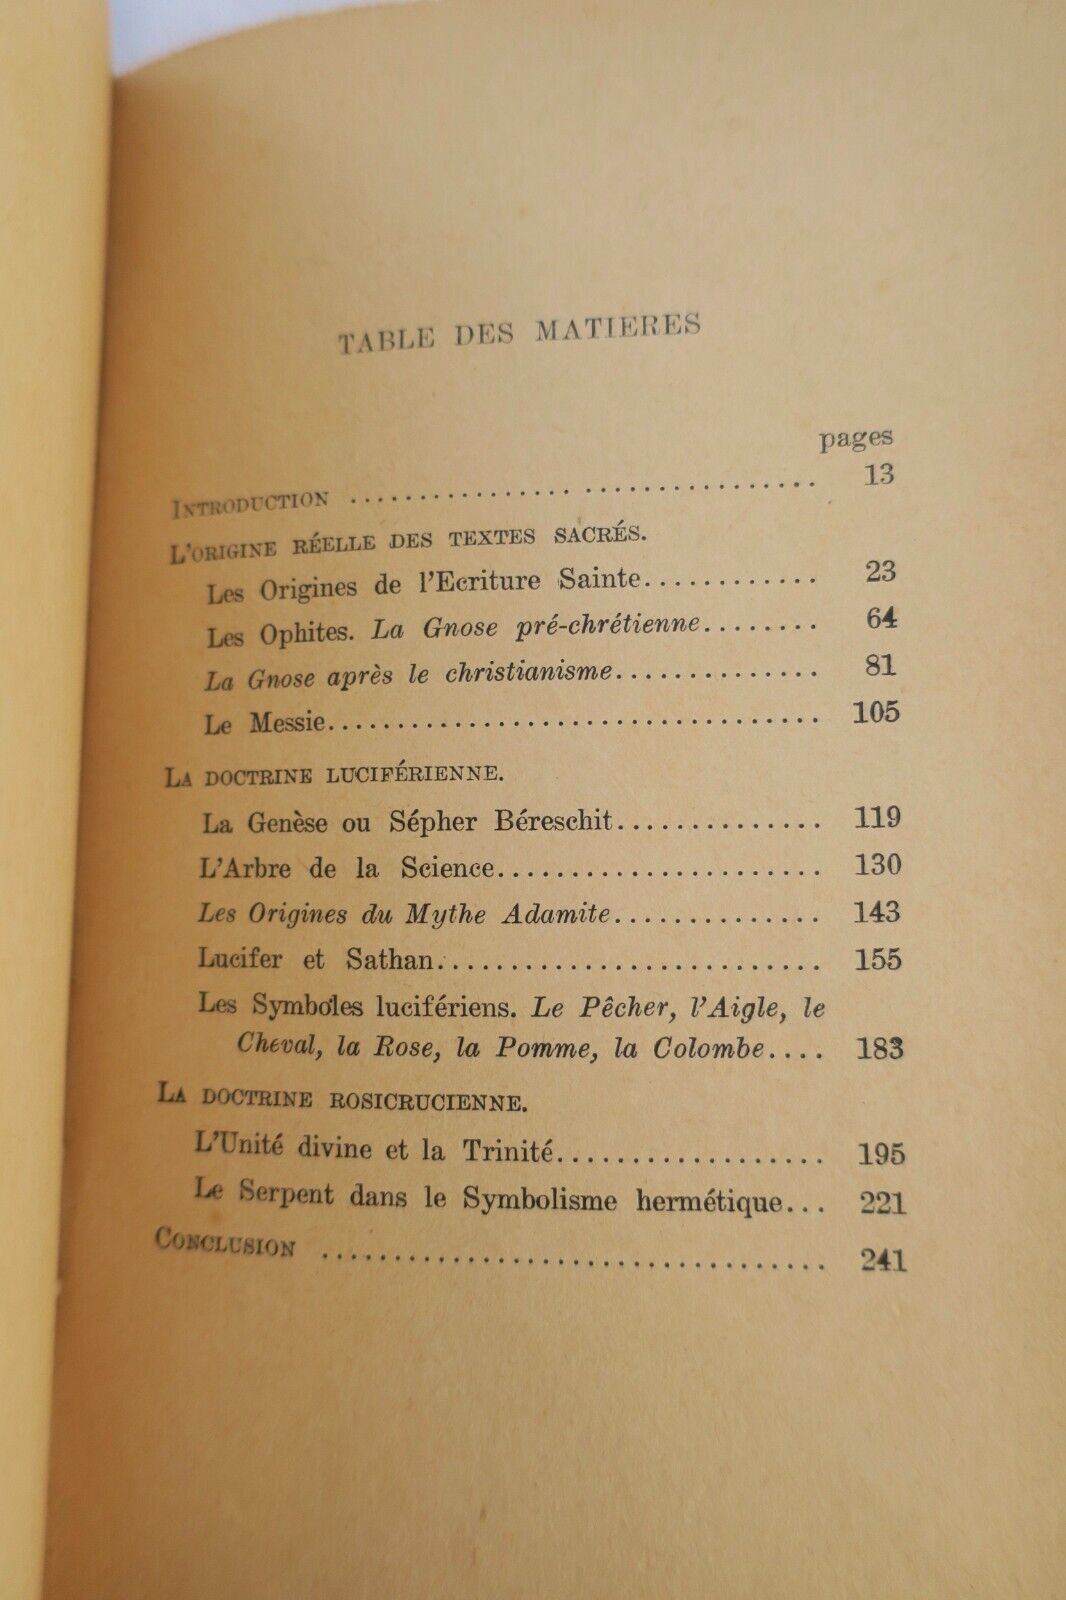 TABLE DES MATIERES
pages
INTRODUCTION ................................ 13
L'ORIGINE RÉELLE DES TEXTES SACRÉS.
Les Origines de l'Ecriture Sainte............ 23
Les Ophites. La Gnose pré-chrétienne........ 64
La Gnose après le christianisme.............. 81
Le Messie.................................... 105
LA DOCTRINE LUCIFÉRIENNE.
La Genèse ou Sépher Béreschit.............. 119
L'Arbre de la Science...................... 130
Les Origines du Mythe Adamite.............. 143
Lucifer et Sathan.......................... 155
Les Symboles lucifériens. Le Pêcher, l'Aigle, le
Cheval, la Rose, la Pomme, la Colombe.... 183
LA DOCTRINE ROSICRUCIENNE.
L'Unité divine et la Trinité.................. 195
Le Serpent dans le Symbolisme hermétique... 221
CONCLUSION .................................. 241